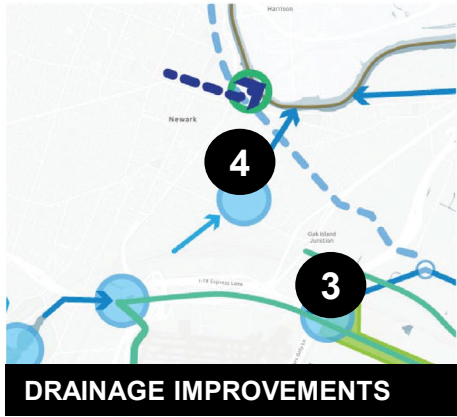 Harrison
Newark
4
Oak Island
Junction
I-78 Express Lane
3
DRAINAGE IMPROVEMENTS